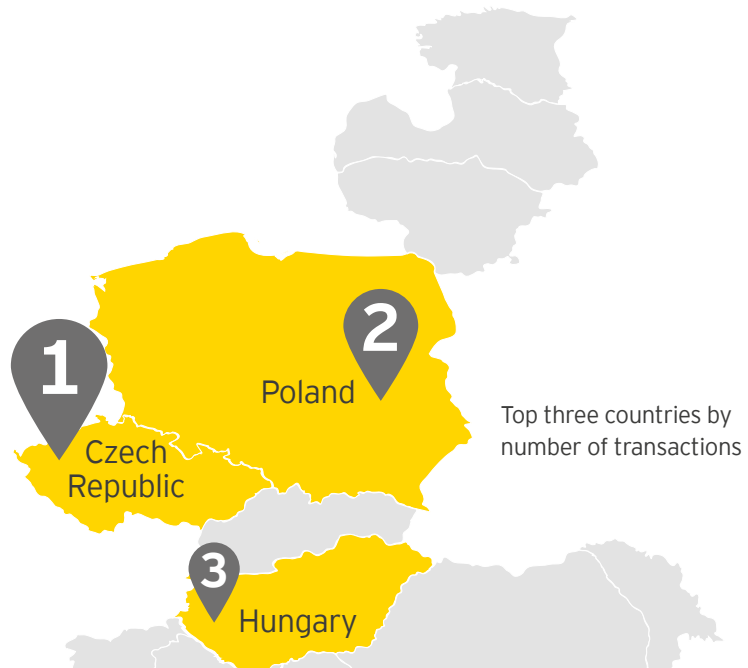 1
2
Poland
Top three countries by
number of transactions
Czech
Republic
3
Hungary